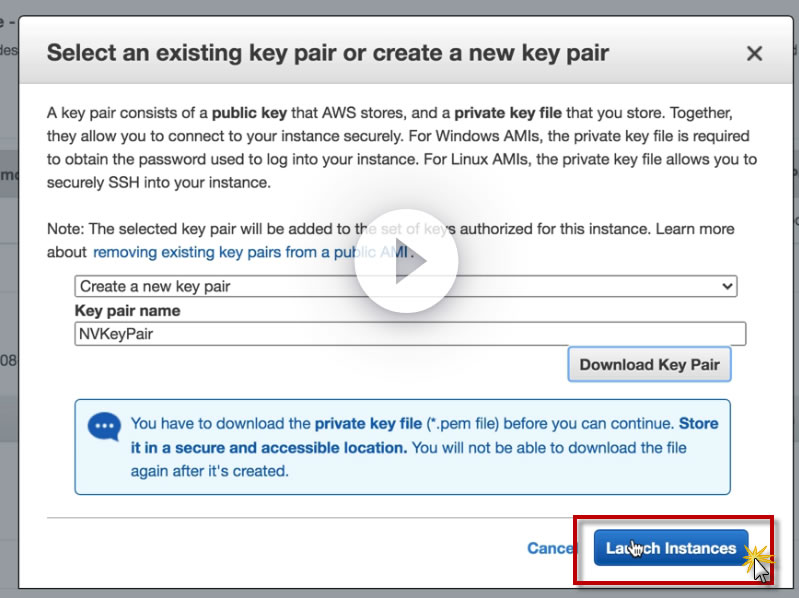 Select an existing key pair or create a new key pair
A key pair consists of a public key that AWS stores, and a private key file that you store. Together,
they allow you to connect to your instance securely. For Windows AMIs, the private key file is required
to obtain the password used to log into your instance. For Linux AMIs, the private key file allows you to
securely SSH into your instance.
Note: The selected key pair will be added to the set of keys authorized for this instance. Learn more
about removing existing key pairs from a public AMI.
Create a new key pair
Key pair name
NVKeyPair
Download Key Pair
You have to download the private key file (*.pem file) before you can continue. Store
it in a secure and accessible location. You will not be able to download the file
again after it's created.
Cancel Launch Instances